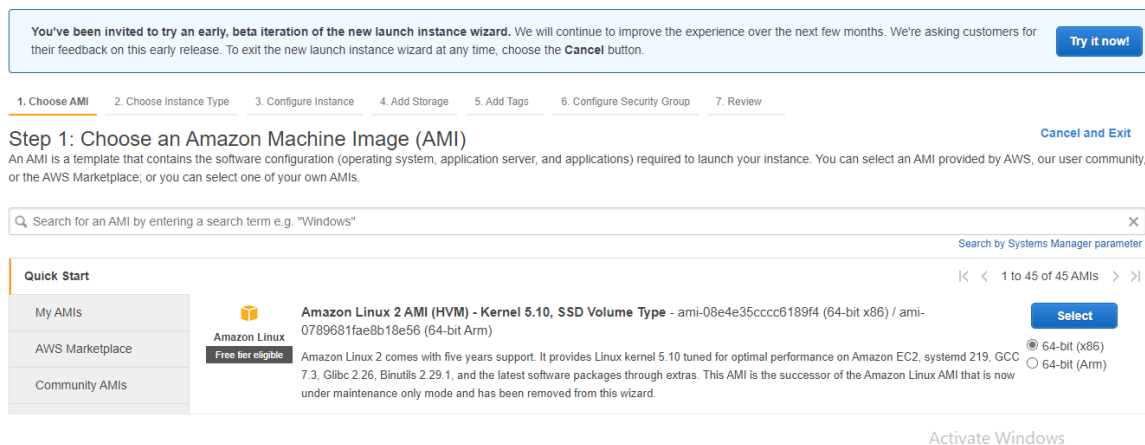 You've been invited to try an early, beta iteration of the new launch instance wizard. We will continue to improve the experience over the next few months. We're asking customers for
their feedback on this early release. To exit the new launch instance wizard at any time, choose the Cancel button.
Try it now!
1. Choose AMI 2. Choose Instance Type 3. Configure Instance 4. Add Storage 5. Add Tags 6. Configure Security Group 7. Review
Step 1: Choose an Amazon Machine Image (AMI)
Cancel and Exit
An AMI is a template that contains the software configuration (operating system, application server, and applications) required to launch your instance. You can select an AMI provided by AWS, our user community,
or the AWS Marketplace; or you can select one of your own AMIs.
Search for an AMI by entering a search term e.g. "Windows"
Search by Systems Manager parameter
Quick Start
1 to 45 of 45 AMIs
My AMIs
AWS Marketplace
Community AMIs
Amazon Linux
Free tier eligible
Amazon Linux 2 AMI (HVM) - Kernel 5.10, SSD Volume Type - ami-08e4e35cccc6189f4 (64-bit x86) / ami-
0789681fae8b18e56 (64-bit Arm)
Amazon Linux 2 comes with five years support. It provides Linux kernel 5.10 tuned for optimal performance on Amazon EC2, systemd 219, GCC
7.3, Glibc 2.26, Binutils 2.29.1, and the latest software packages through extras. This AMI is the successor of the Amazon Linux AMI that is now
under maintenance only mode and has been removed from this wizard.
Select
64-bit (x86)
64-bit (Arm)
Activate Windows